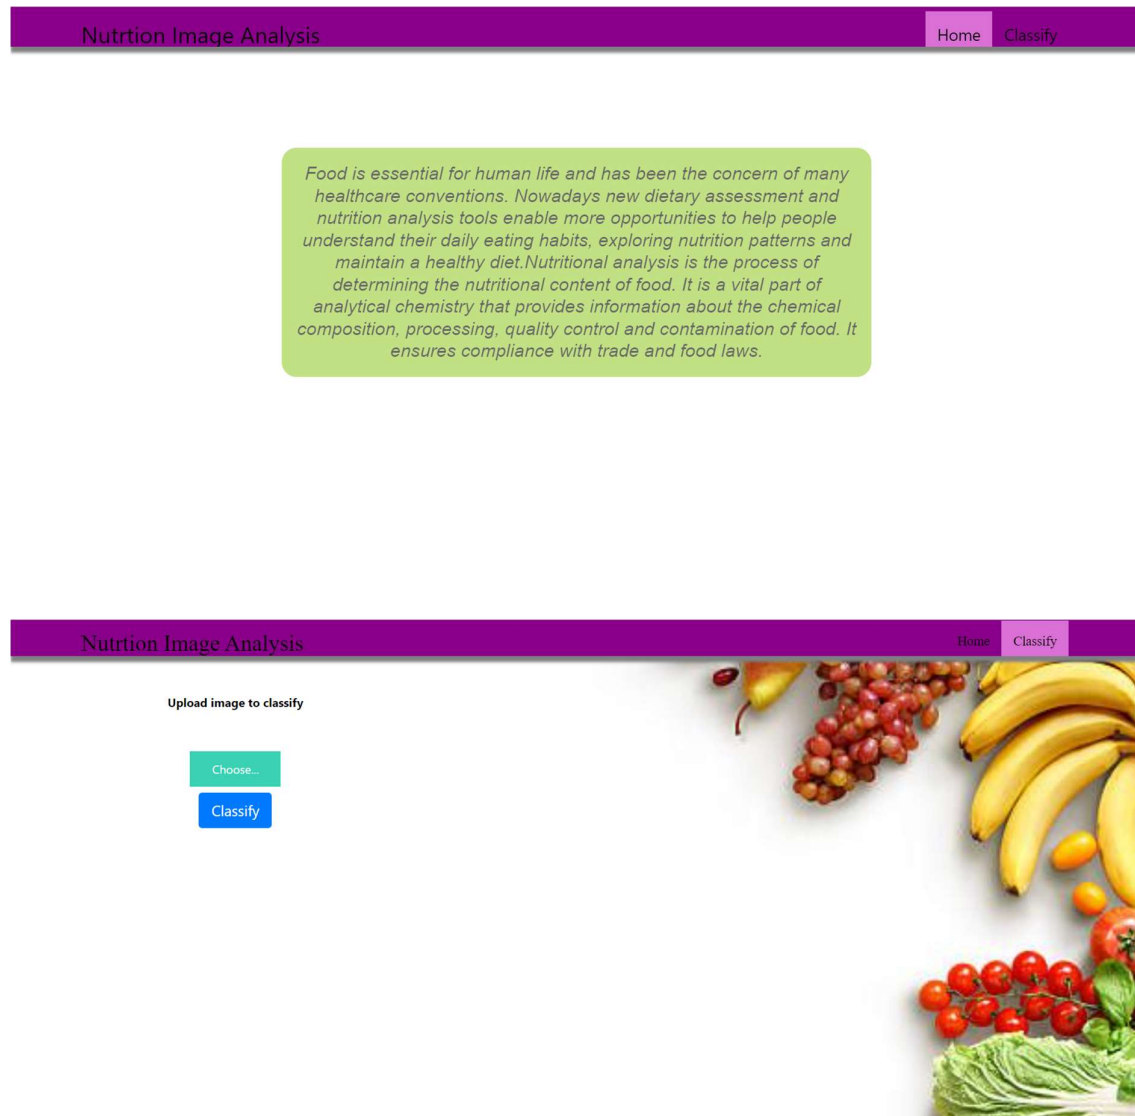 Nutrtion Image Analysis
Home Classify
Food is essential for human life and has been the concern of many
healthcare conventions. Nowadays new dietary assessment and
nutrition analysis tools enable more opportunities to help people
understand their daily eating habits, exploring nutrition patterns and
maintain a healthy diet.Nutritional analysis is the process of
determining the nutritional content of food. It is a vital part of
analytical chemistry that provides information about the chemical
composition, processing, quality control and contamination of food. It
ensures compliance with trade and food laws.
Nutrtion Image Analysis
Home Classify
Upload image to classify
Choose...
Classify